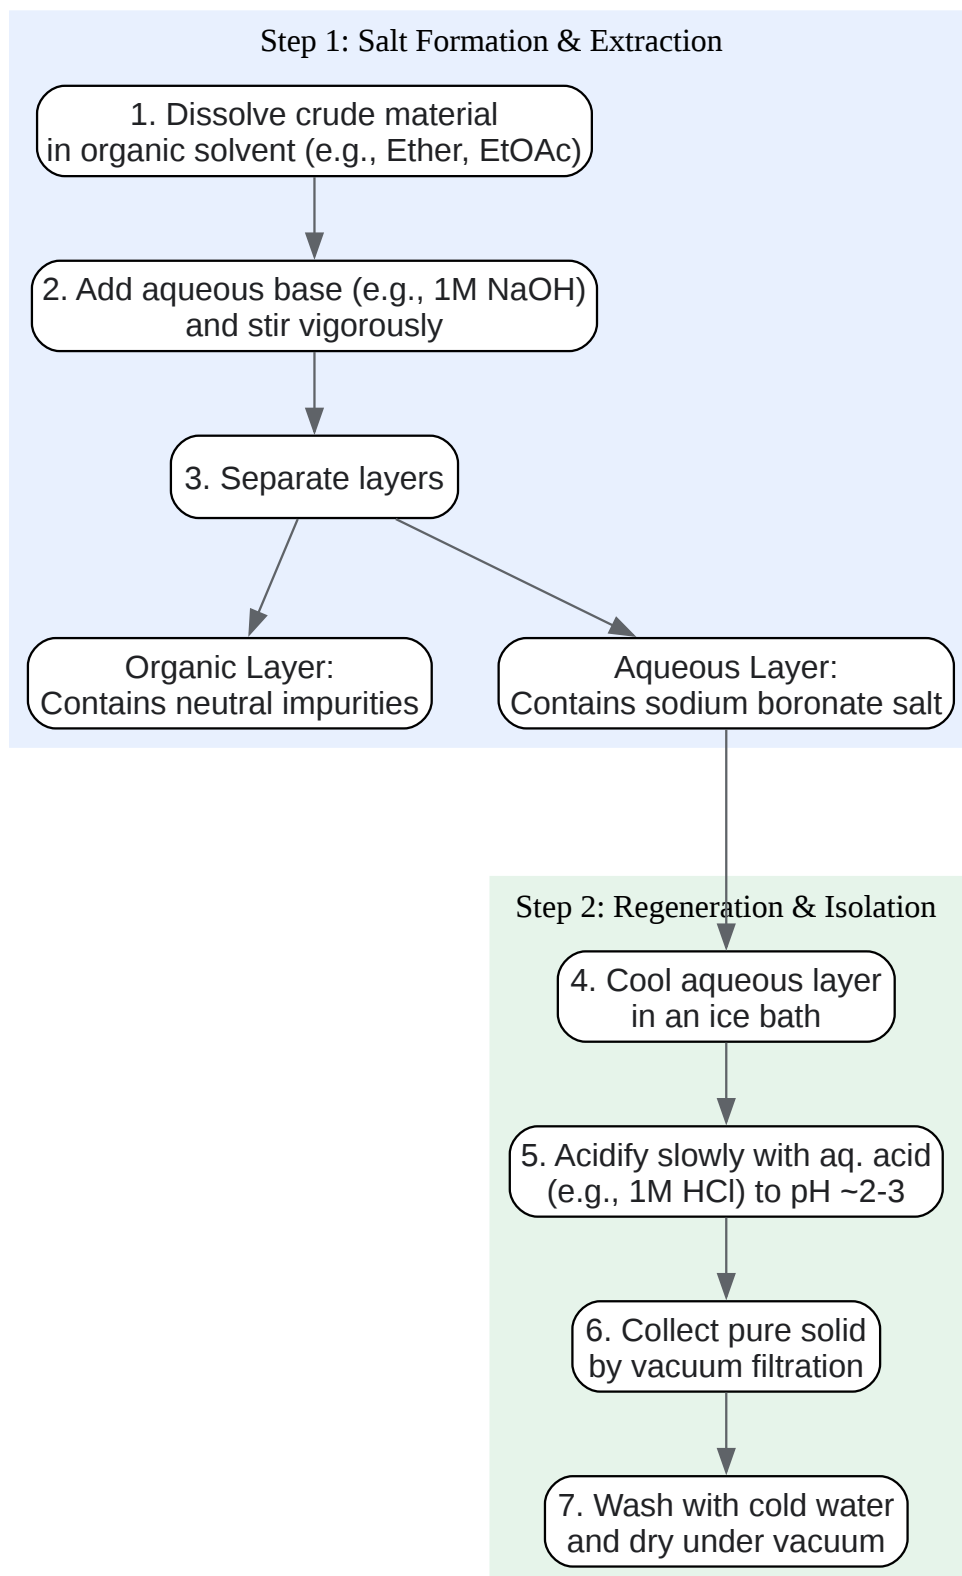 Step 1: Salt Formation & Extraction
1. Dissolve crude material
in organic solvent (e.g., Ether, EtOAc)
2. Add aqueous base (e.g., 1M NaOH)
and stir vigorously
3. Separate layers
Organic Layer:
Contains neutral impurities
Aqueous Layer:
Contains sodium boronate salt
Step 2: Regeneration & Isolation
4. Cool aqueous layer
in an ice bath
5. Acidify slowly with aq. acid
(e.g., 1M HCl) to pH ~2-3
6. Collect pure solid
by vacuum filtration
7. Wash with cold water
and dry under vacuum